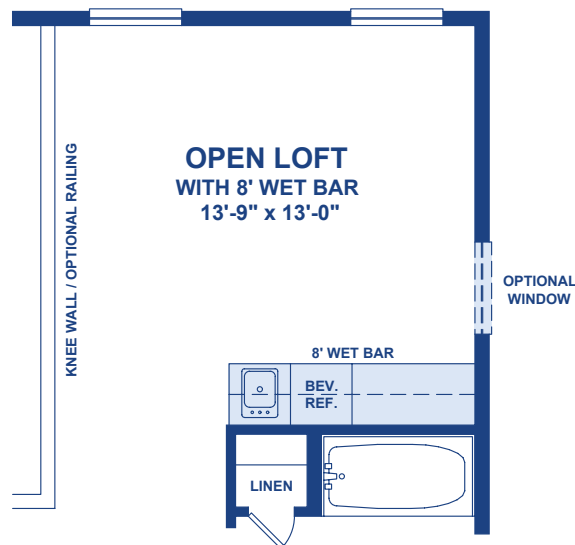 OPEN LOFT
WITH 8' WET BAR
13'-9" x 13'-0"
KNEE WALL / OPTIONAL RAILING
OPTIONAL
WINDOW
8' WET BAR
BEV.
REF.
LINEN